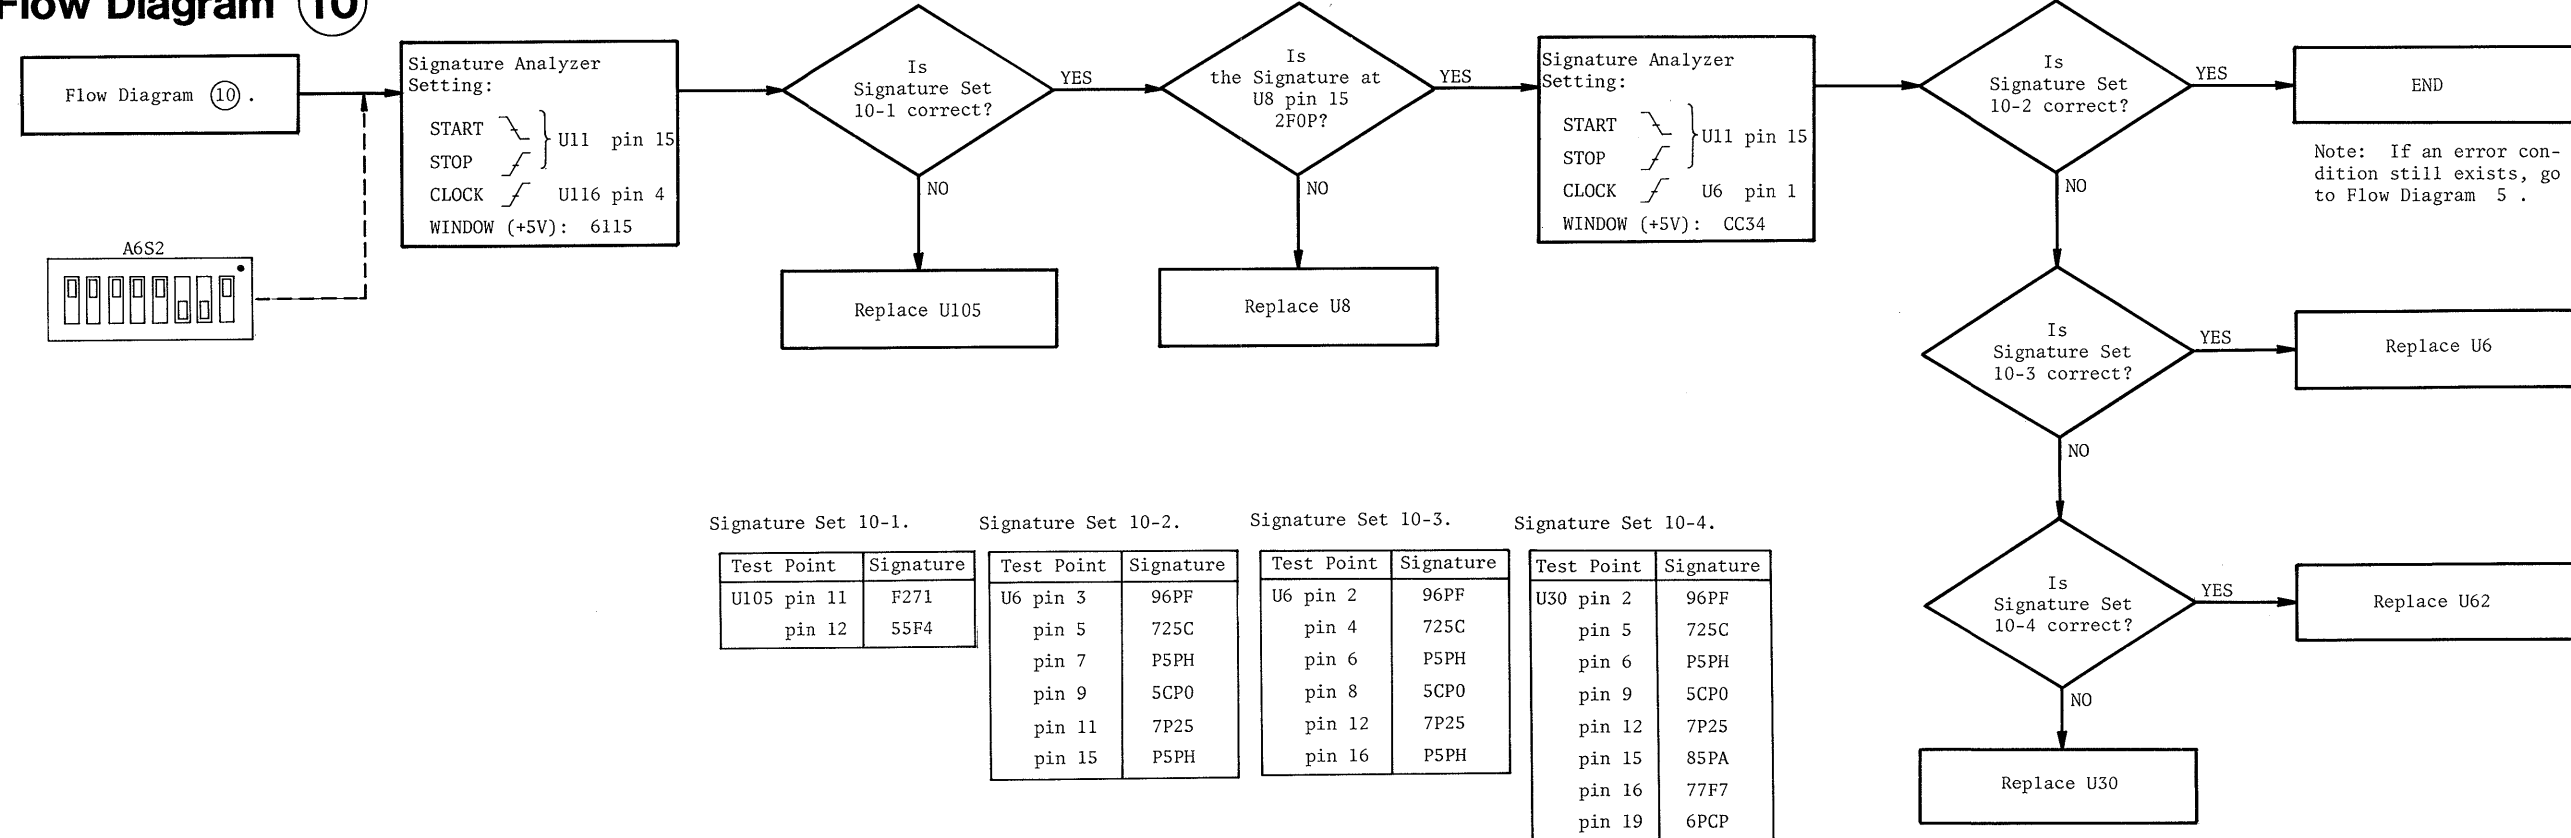 Flow Diagram 10
Flow Diagram 10 .
A6S2
Signature Analyzer
Setting:
START
STOP
U11 pin 15
CLOCK U116 pin 4
WINDOW (+5V): 6115
Is
Signature Set
10-1 correct?
YES
NO
Replace U105
Is
the Signature at
U8 pin 15
2F0P?
YES
NO
Replace U8
Signature Analyzer
Setting:
START
STOP
U11 pin 15
CLOCK U6 pin 1
WINDOW (+5V): CC34
Is
Signature Set
10-2 correct?
YES
END
Note: If an error con-
dition still exists, go
to Flow Diagram 5 .
NO
Is
Signature Set
10-3 correct?
YES
Replace U6
NO
Is
Signature Set
10-4 correct?
YES
Replace U62
NO
Replace U30
Signature Set 10-1.
Test Point Signature
U105 pin 11 F271
pin 12 55F4
Signature Set 10-2.
Test Point Signature
U6 pin 3 96PF
pin 5 725C
pin 7 P5PH
pin 9 5CP0
pin 11 7P25
pin 15 P5PH
Signature Set 10-3.
Test Point Signature
U6 pin 2 96PF
pin 4 725C
pin 6 P5PH
pin 8 5CP0
pin 12 7P25
pin 16 P5PH
Signature Set 10-4.
Test Point Signature
U30 pin 2 96PF
pin 5 725C
pin 6 P5PH
pin 9 5CP0
pin 12 7P25
pin 15 85PA
pin 16 77F7
pin 19 6PCP